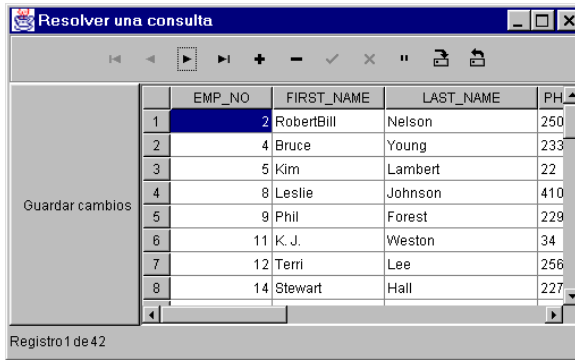 Resolver una consulta
EMP_NO FIRST_NAME LAST_NAME PH
1 2 RobertBill Nelson 250
2 4 Bruce Young 233
3 5 Kim Lambert 22
4 8 Leslie Johnson 410
5 9 Phil Forest 229
6 11 K. J. Weston 34
7 12 Terri Lee 256
8 14 Stewart Hall 227
Guardar cambios
Registro 1 de 42